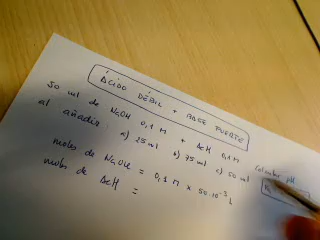 ÁCIDO DÉBIL + BASE FUERTE
50 ml de NaOH 0,1 M + AcH 0,1 M Calcular pH
al añadir: a) 25 ml b) 75 ml c) 50 ml
moles de NaOH = 0,1 M × 50·10⁻³ L
moles de AcH =